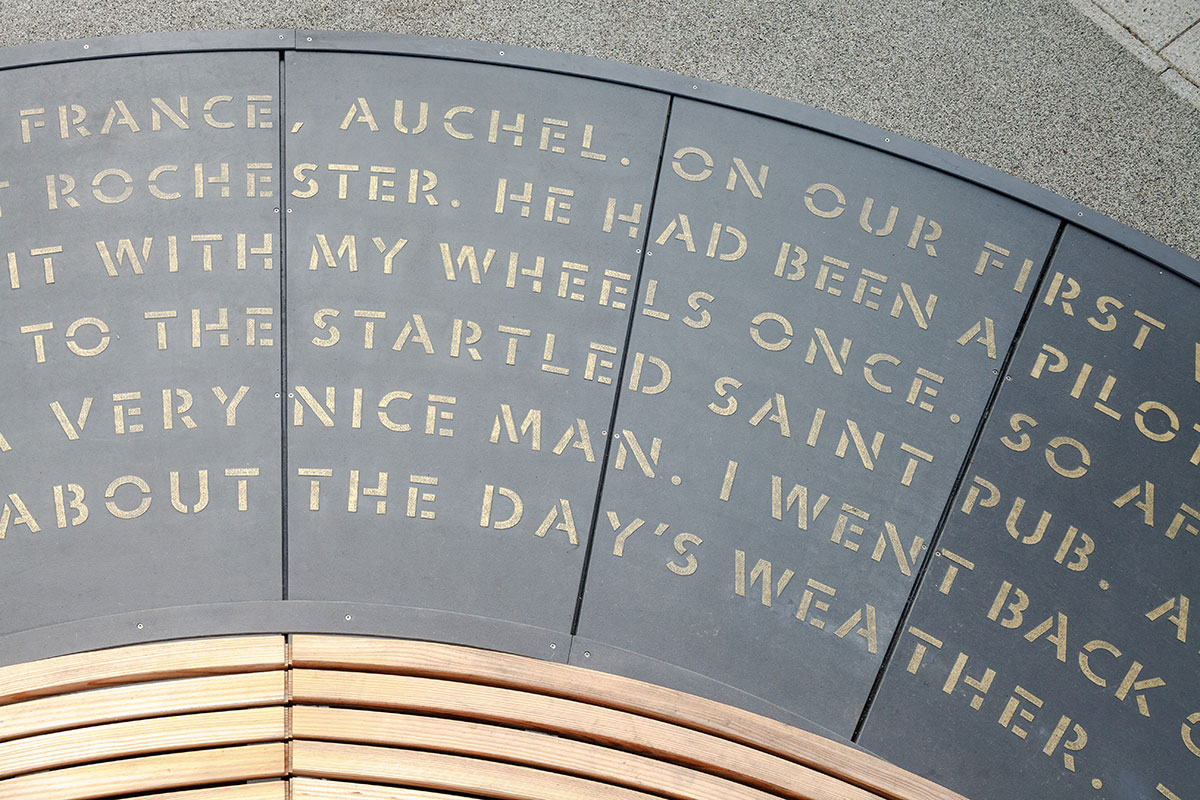 FRANCE, AUCHEL. ON OUR FIRST
ROCHESTER. HE HAD BEEN A PILOT
IT WITH MY WHEELS ONCE. SO
TO THE STARTLED SAINT PUB.
A VERY NICE MAN. I WENT BACK
ABOUT THE DAY'S WEATHER.